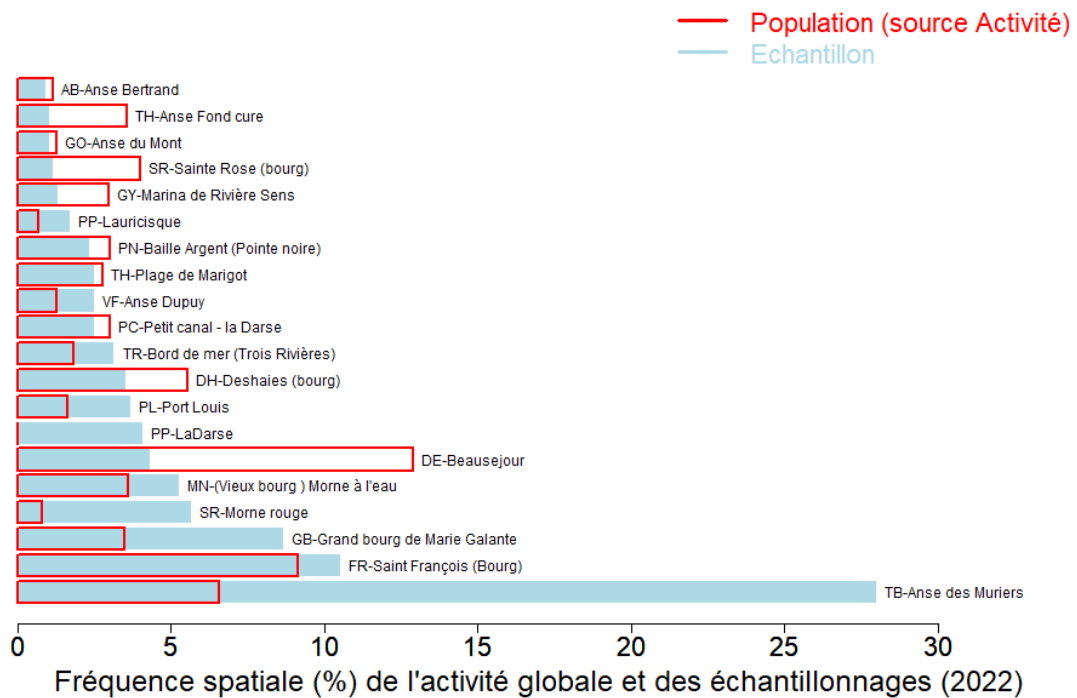 Population (source Activité)
Echantillon
AB-Anse Bertrand
TH-Anse Fond cure
GO-Anse du Mont
SR-Sainte Rose (bourg)
GY-Marina de Rivière Sens
PP-Lauricisque
PN-Baille Argent (Pointe noire)
TH-Plage de Marigot
VF-Anse Dupuy
PC-Petit canal - la Darse
TR-Bord de mer (Trois Rivières)
DH-Deshaies (bourg)
PL-Port Louis
PP-LaDarse
DE-Beausejour
MN-(Vieux bourg ) Morne à l'eau
SR-Morne rouge
GB-Grand bourg de Marie Galante
FR-Saint François (Bourg)
TB-Anse des Muriers
0 5 10 15 20 25 30
Fréquence spatiale (%) de l'activité globale et des échantillonnages (2022)